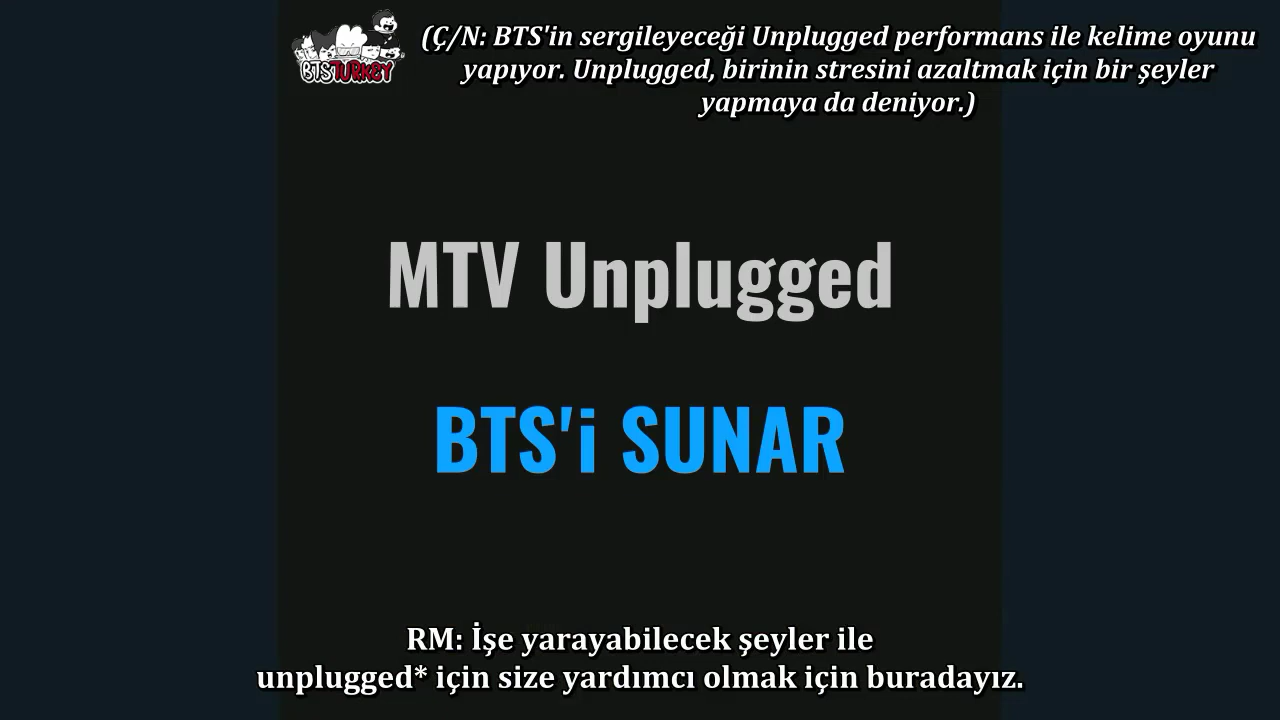 BTSTURKEY
(Ç/N: BTS'in sergileyeceği Unplugged performans ile kelime oyunu
yapıyor. Unplugged, birinin stresini azaltmak için bir şeyler
yapmaya da deniyor.)
MTV Unplugged
BTS'i SUNAR
RM: İşe yarayabilecek şeyler ile
unplugged* için size yardımcı olmak için buradayız.